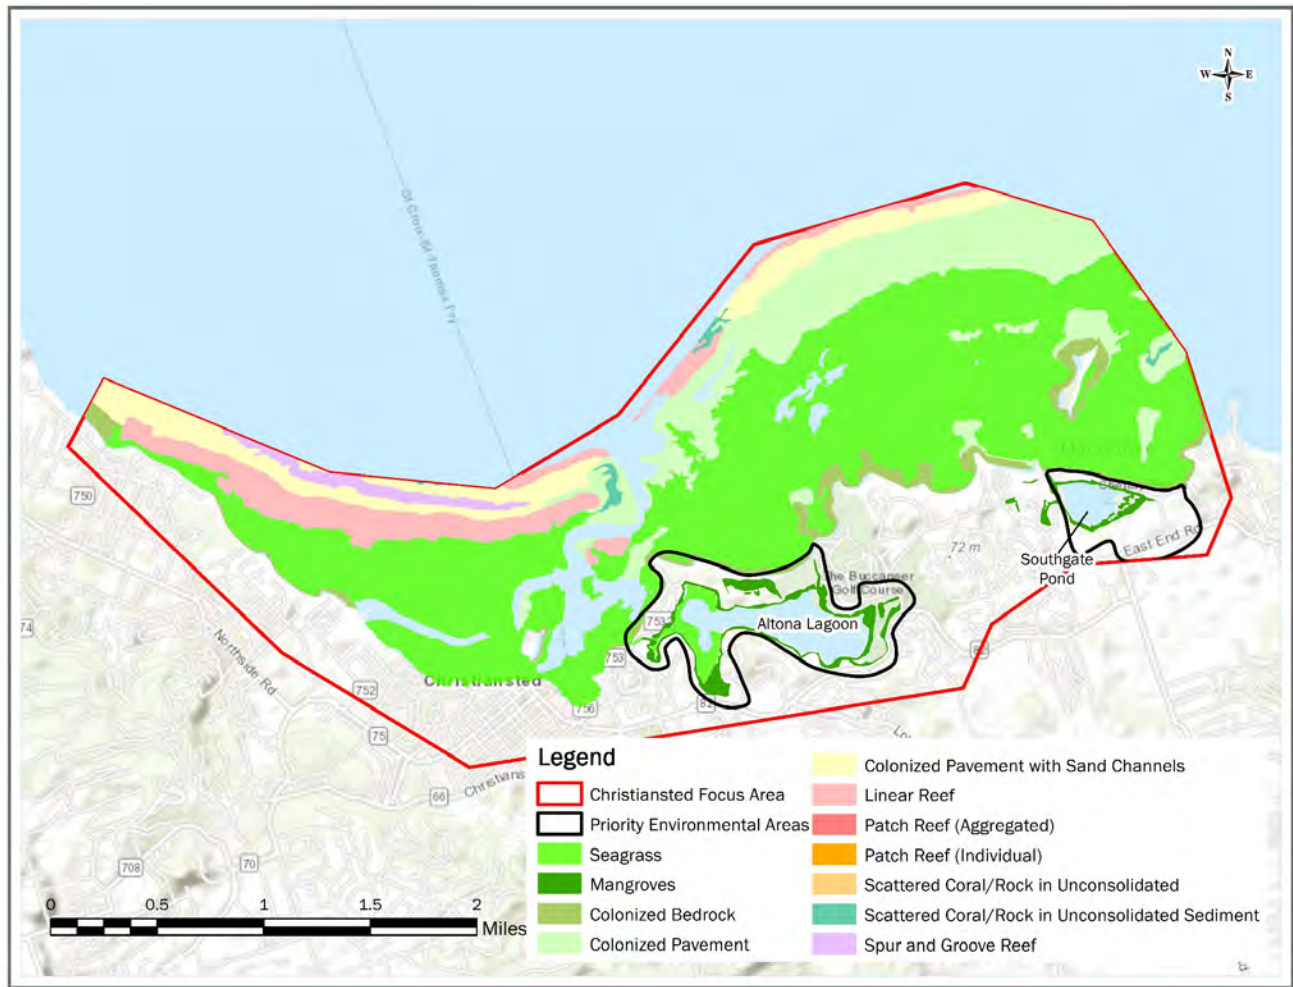 N
W E
S
St Croix-St Thomas Fry
750
74
Northside Rd
752
75
Christiansted
756
753
7532
82
Altona Lagoon
The Buccaneer
Golf Course
72 m
Southgate
Pond
East End Rd
82
66
Christians
70
708
Legend
Christiansted Focus Area
Priority Environmental Areas
Seagrass
Mangroves
Colonized Bedrock
Colonized Pavement
Colonized Pavement with Sand Channels
Linear Reef
Patch Reef (Aggregated)
Patch Reef (Individual)
Scattered Coral/Rock in Unconsolidated
Scattered Coral/Rock in Unconsolidated Sediment
Spur and Groove Reef
0 0.5 1 1.5 2
Miles